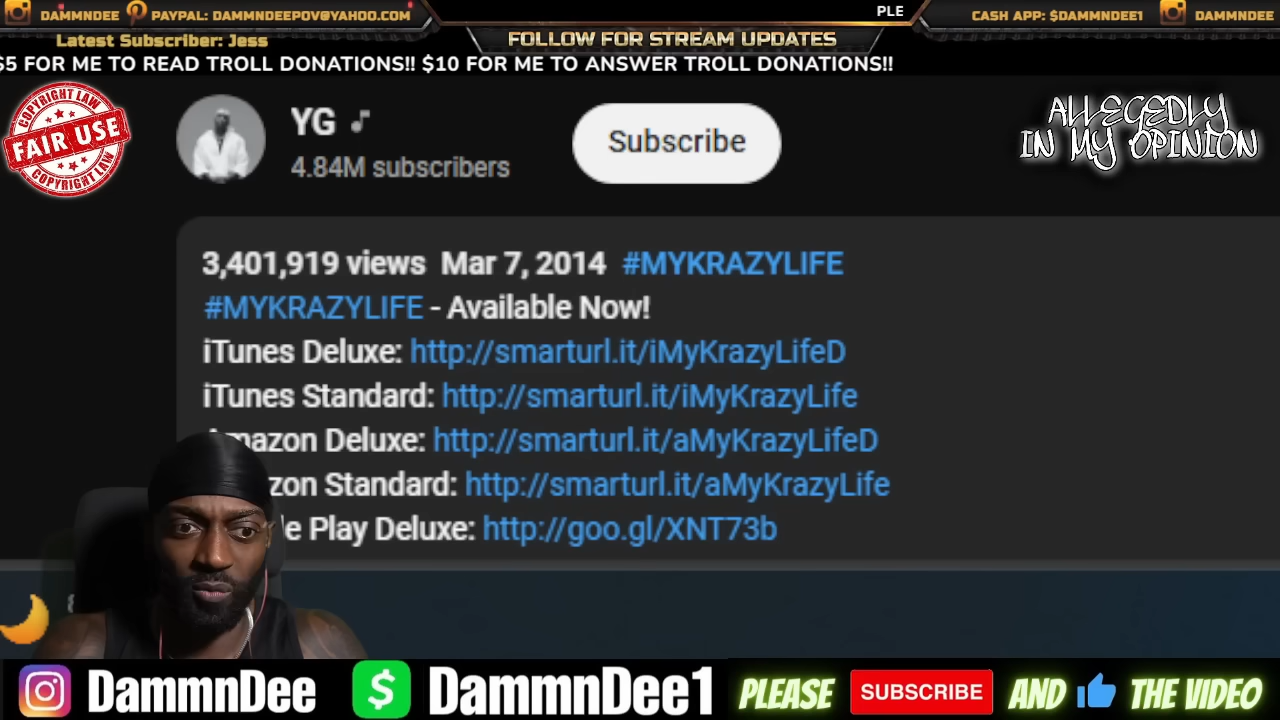 DAMMNDEE PAYPAL: DAMMNDEEPOV@YAHOO.COM
PLE
CASH APP: $DAMMNDEE1 DAMMNDEE
Latest Subscriber: Jess
FOLLOW FOR STREAM UPDATES
$5 FOR ME TO READ TROLL DONATIONS!! $10 FOR ME TO ANSWER TROLL DONATIONS!!
COPYRIGHT LAW
FAIR USE
COPYRIGHT LAW
YG
4.84M subscribers
Subscribe
ALLEGEDLY
IN MY OPINION
3,401,919 views Mar 7, 2014 #MYKRAZYLIFE
#MYKRAZYLIFE - Available Now!
iTunes Deluxe: http://smarturl.it/iMyKrazyLifeD
iTunes Standard: http://smarturl.it/iMyKrazyLife
Amazon Deluxe: http://smarturl.it/aMyKrazyLifeD
zon Standard: http://smarturl.it/aMyKrazyLife
le Play Deluxe: http://goo.gl/XNT73b
DammnDee $ DammnDee1 PLEASE SUBSCRIBE AND THE VIDEO